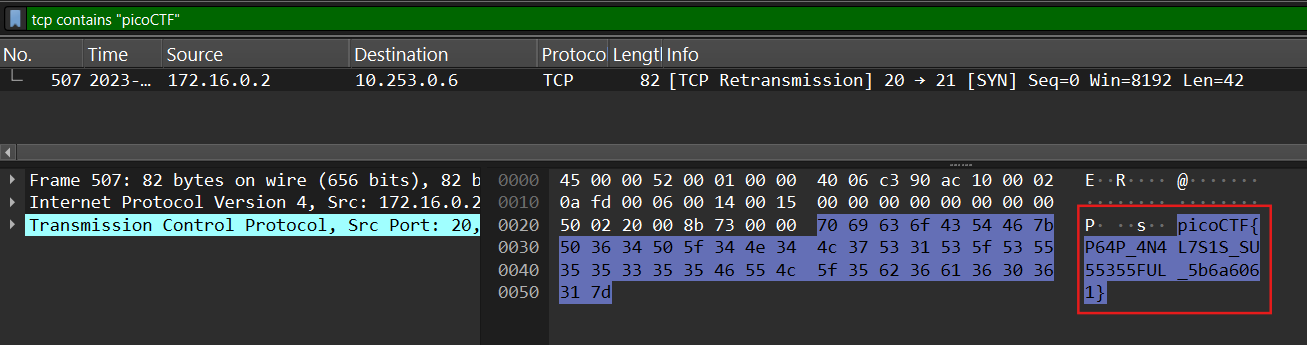 tcp contains "picoCTF"
No. Time Source Destination Protoco Lengtl Info
507 2023-… 172.16.0.2 10.253.0.6 TCP 82 [TCP Retransmission] 20 → 21 [SYN] Seq=0 Win=8192 Len=42
Frame 507: 82 bytes on wire (656 bits), 82 b
Internet Protocol Version 4, Src: 172.16.0.2
Transmission Control Protocol, Src Port: 20,
0000 45 00 00 52 00 01 00 00 40 06 c3 90 ac 10 00 02 E··R···· @·······
0010 0a fd 00 06 00 14 00 15 00 00 00 00 00 00 00 00 ········ ········
0020 50 02 20 00 8b 73 00 00 70 69 63 6f 43 54 46 7b P· ··s·· picoCTF{
0030 50 36 34 50 5f 34 4e 34 4c 37 53 31 53 5f 53 55 P64P_4N4 L7S1S_SU
0040 35 35 33 35 35 46 55 4c 5f 35 62 36 61 36 30 36 55355FUL _5b6a606
0050 31 7d 1}